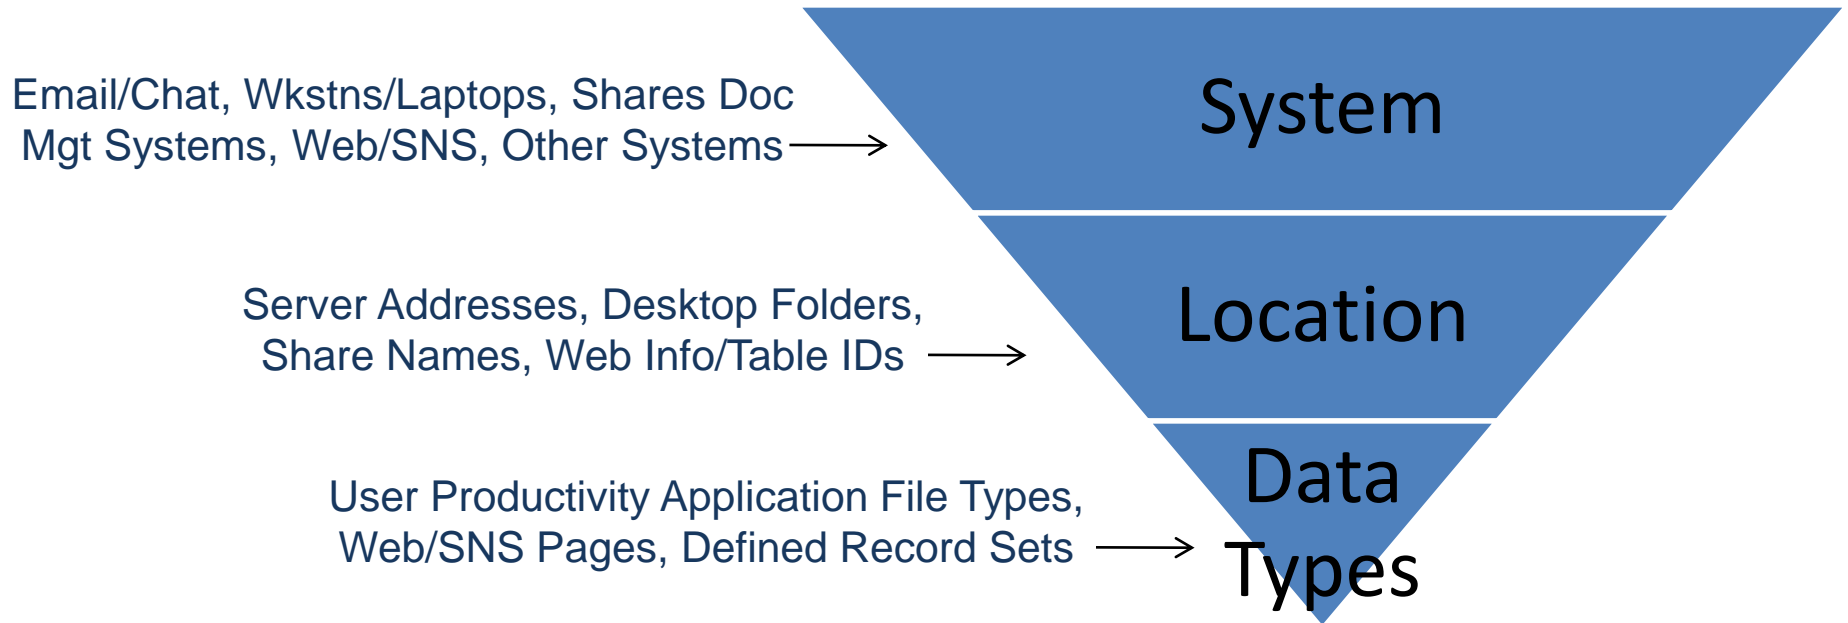 Email/Chat, Wkstns/Laptops, Shares Doc
Mgt Systems, Web/SNS, Other Systems
System
Server Addresses, Desktop Folders,
Share Names, Web Info/Table IDs
Location
User Productivity Application File Types,
Web/SNS Pages, Defined Record Sets
Data
Types